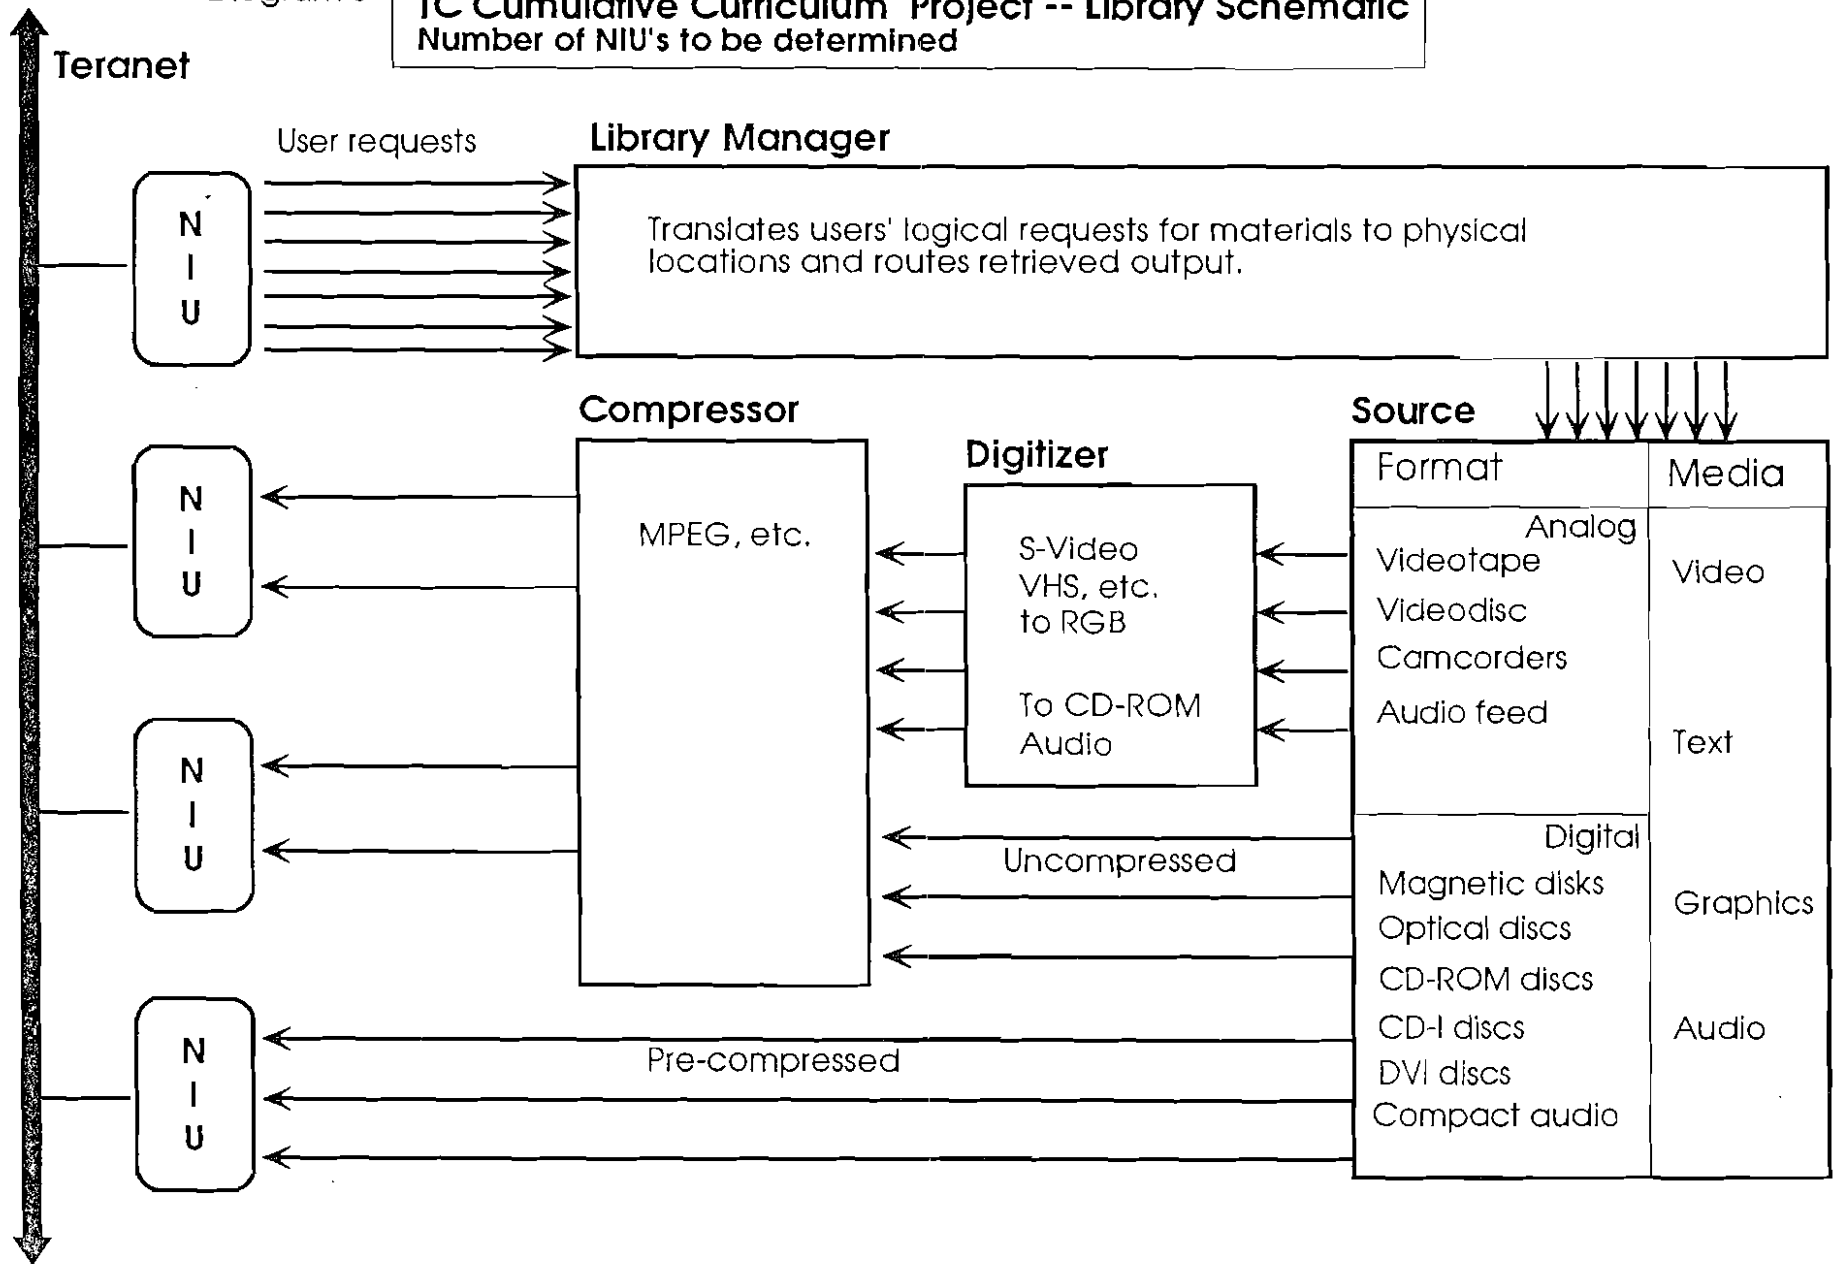 TC Cumulative Curriculum Project -- Library Schematic
Number of NIU's to be determined
Teranet
User requests
Library Manager
N
I
U
Translates users' logical requests for materials to physical
locations and routes retrieved output.
Compressor
Digitizer
Source
Format
Media
N
I
U
MPEG, etc.
S-Video
VHS, etc.
to RGB
To CD-ROM
Audio
Analog
Videotape
Videodisc
Camcorders
Audio feed
Video
Text
Graphics
Audio
N
I
U
Uncompressed
Digital
Magnetic disks
Optical discs
CD-ROM discs
CD-I discs
DVI discs
Compact audio
N
I
U
Pre-compressed